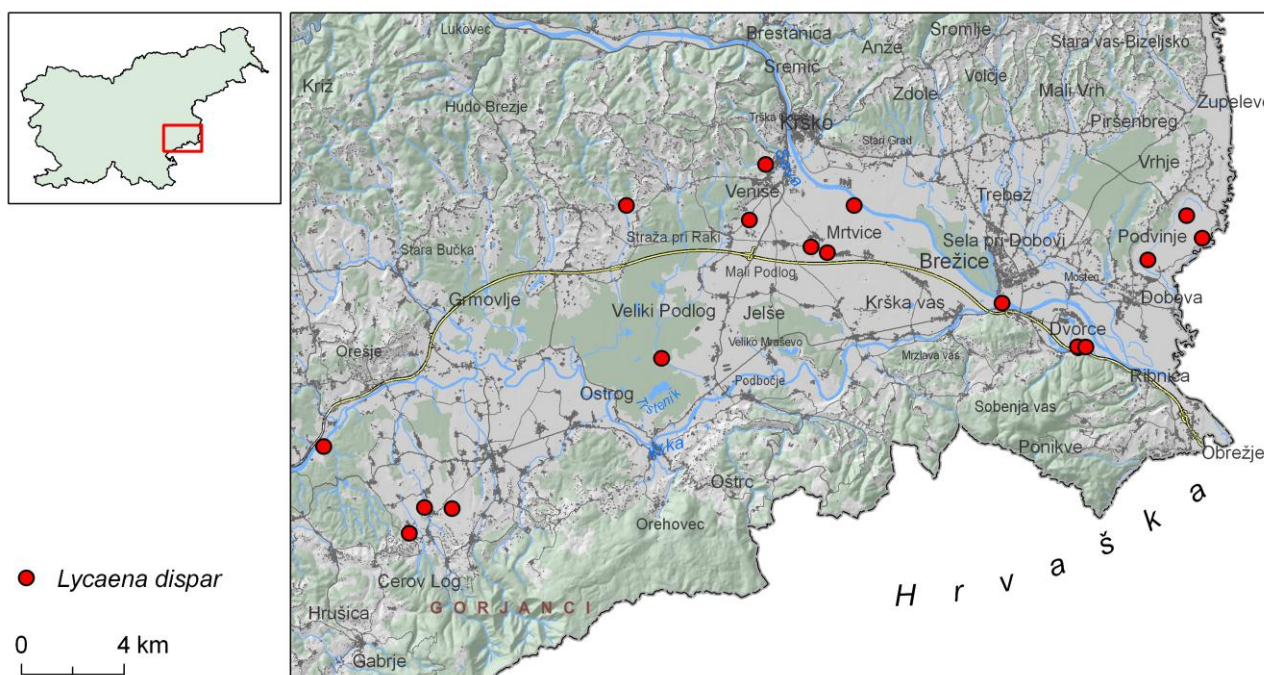 Lukovec
Brestanica
Sromlje
Anže
Stara vas-Bizeljsko
Sremič
Volčje
Križ
Zdole
Mali Vrh
Zupelevec
Hudo Brezje
Krško
Piršenbreg
Stari Grad
Vrhje
Veniše
Trebež
Straža pri Raki
Mrtvice
Sela pri Dobovi
Podvinje
Stara Bučka
Brežice
Mali Podlog
Mostec
Grmovlje
Krška vas
Dobova
Veliki Podlog
Jelše
Dvorce
Orešje
Veliko Mraševo
Mrzlava vas
Podbočje
Ribnica
Ostrog
Trstenik
Sobenja vas
Krka
Ponikve
Obrežje
Oštrc
Orehovec
Hrvaška
Lycaena dispar
Cerov Log
GORJANCI
Hrušica
0 4 km
Gabrje